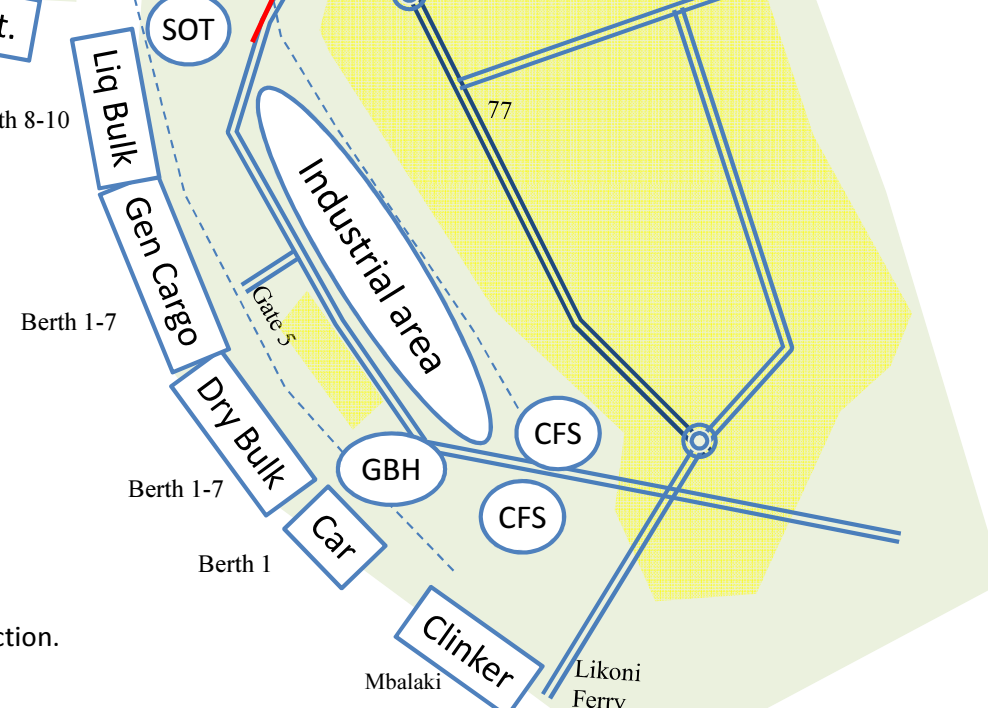 t.
SOT
Liq Bulk
th 8-10
77
Industrial area
Gen Cargo
Gate 5
Berth 1-7
Dry Bulk
CFS
GBH
Berth 1-7
CFS
Car
Berth 1
Clinker
ction.
Mbalaki
Likoni
Ferry